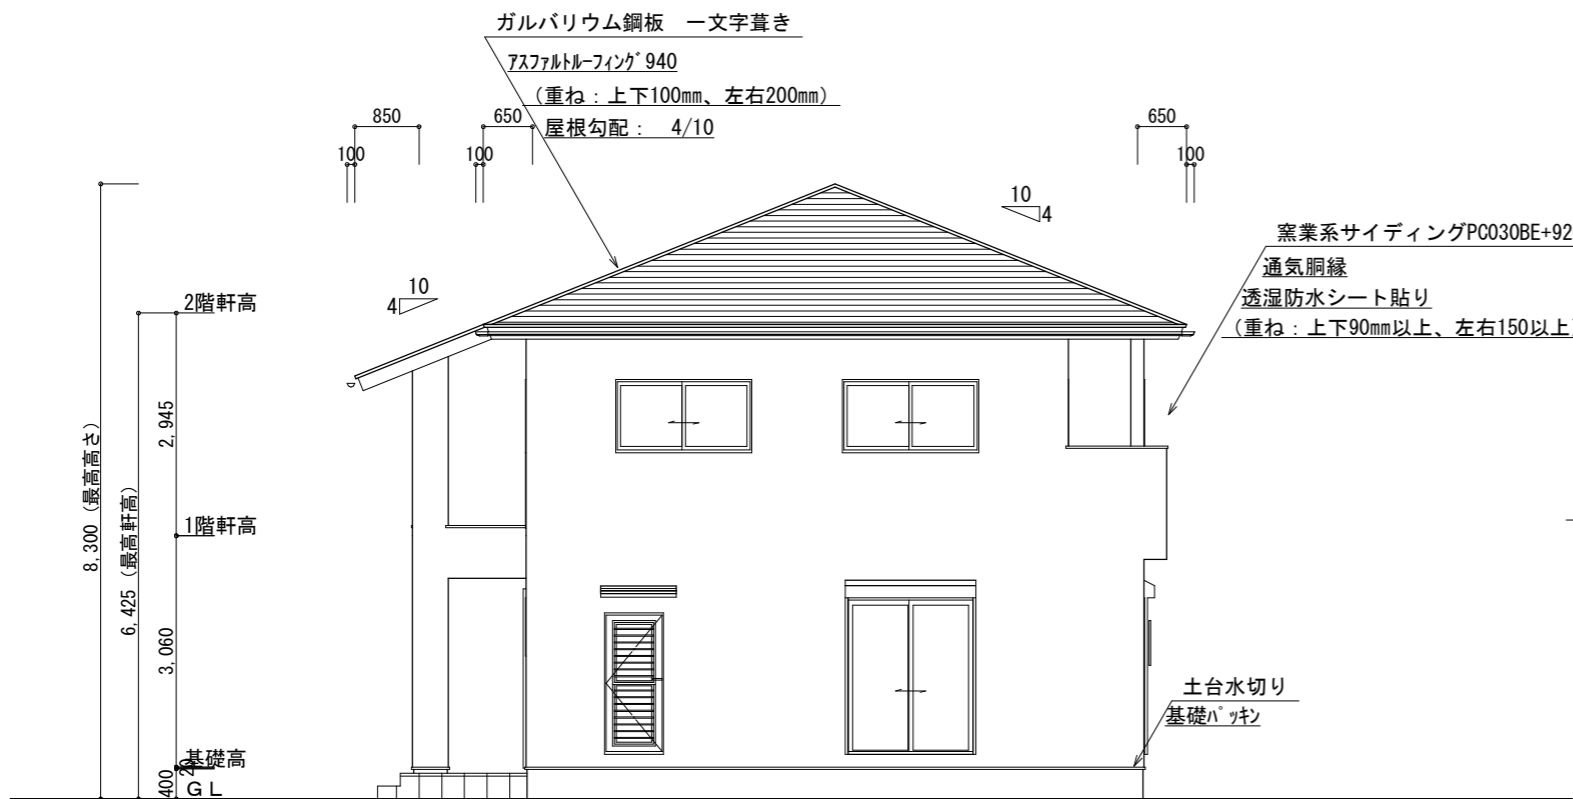 ガルバリウム鋼板　一文字葺き
ｱｽﾌｧﾙﾄﾙｰﾌｨﾝｸﾞ940
（重ね：上下100mm、左右200mm）
屋根勾配：　4/10
850
650
650
100
100
100
10
4
10
4
窯業系サイディングPC030BE+92
通気胴縁
透湿防水シート貼り
（重ね：上下90mm以上、左右150以上）
2階軒高
2,945
8,300（最高高さ）
6,425（最高軒高）
1階軒高
3,060
土台水切り
基礎ﾊﾟｯｷﾝ
基礎高
20
400
ＧＬ